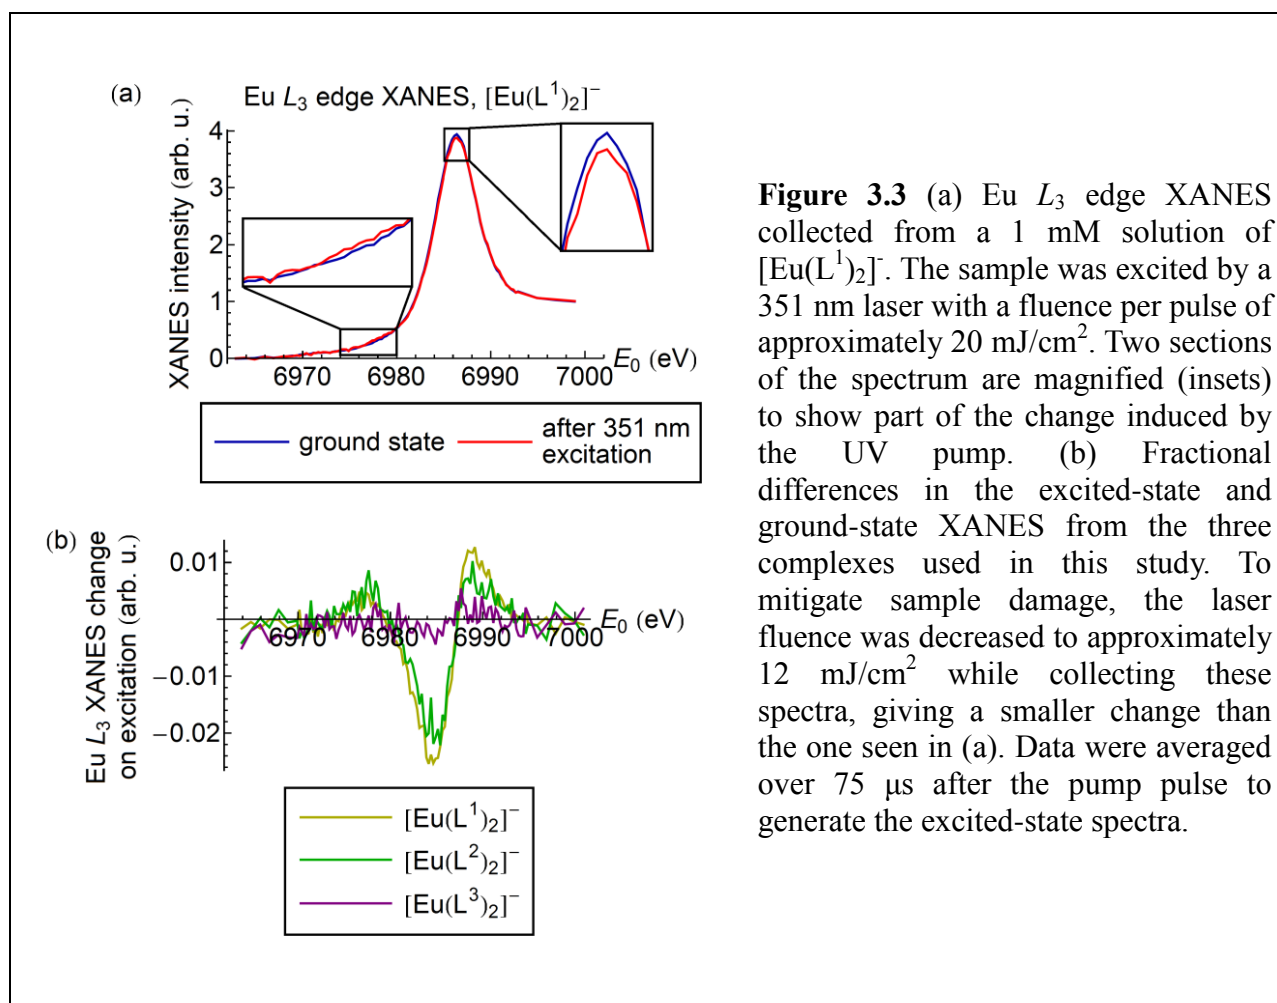 (a)
Eu L₃ edge XANES, [Eu(L¹)₂]⁻
XANES intensity (arb. u.)
4
3
2
1
0
6970 6980 6990 7000
E₀ (eV)
ground state
after 351 nm
excitation
(b)
Eu L₃ XANES change
on excitation (arb. u.)
0.01
−0.01
−0.02
6970 6980 6990 7000
E₀ (eV)
[Eu(L¹)₂]⁻
[Eu(L²)₂]⁻
[Eu(L³)₂]⁻
Figure 3.3 (a) Eu L₃ edge XANES
collected from a 1 mM solution of
[Eu(L¹)₂]⁻. The sample was excited by a
351 nm laser with a fluence per pulse of
approximately 20 mJ/cm². Two sections
of the spectrum are magnified (insets)
to show part of the change induced by
the UV pump. (b) Fractional
differences in the excited-state and
ground-state XANES from the three
complexes used in this study. To
mitigate sample damage, the laser
fluence was decreased to approximately
12 mJ/cm² while collecting these
spectra, giving a smaller change than
the one seen in (a). Data were averaged
over 75 μs after the pump pulse to
generate the excited-state spectra.